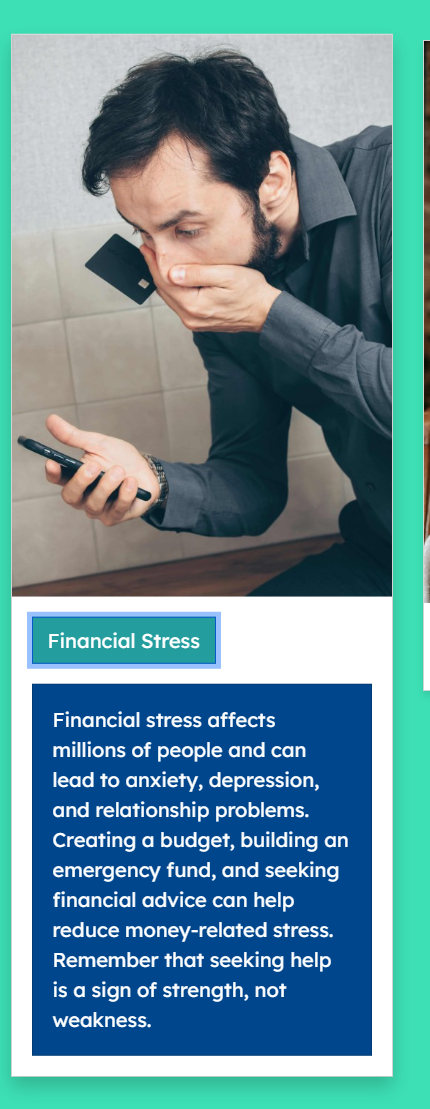 Financial Stress
Financial stress affects
millions of people and can
lead to anxiety, depression,
and relationship problems.
Creating a budget, building an
emergency fund, and seeking
financial advice can help
reduce money-related stress.
Remember that seeking help
is a sign of strength, not
weakness.